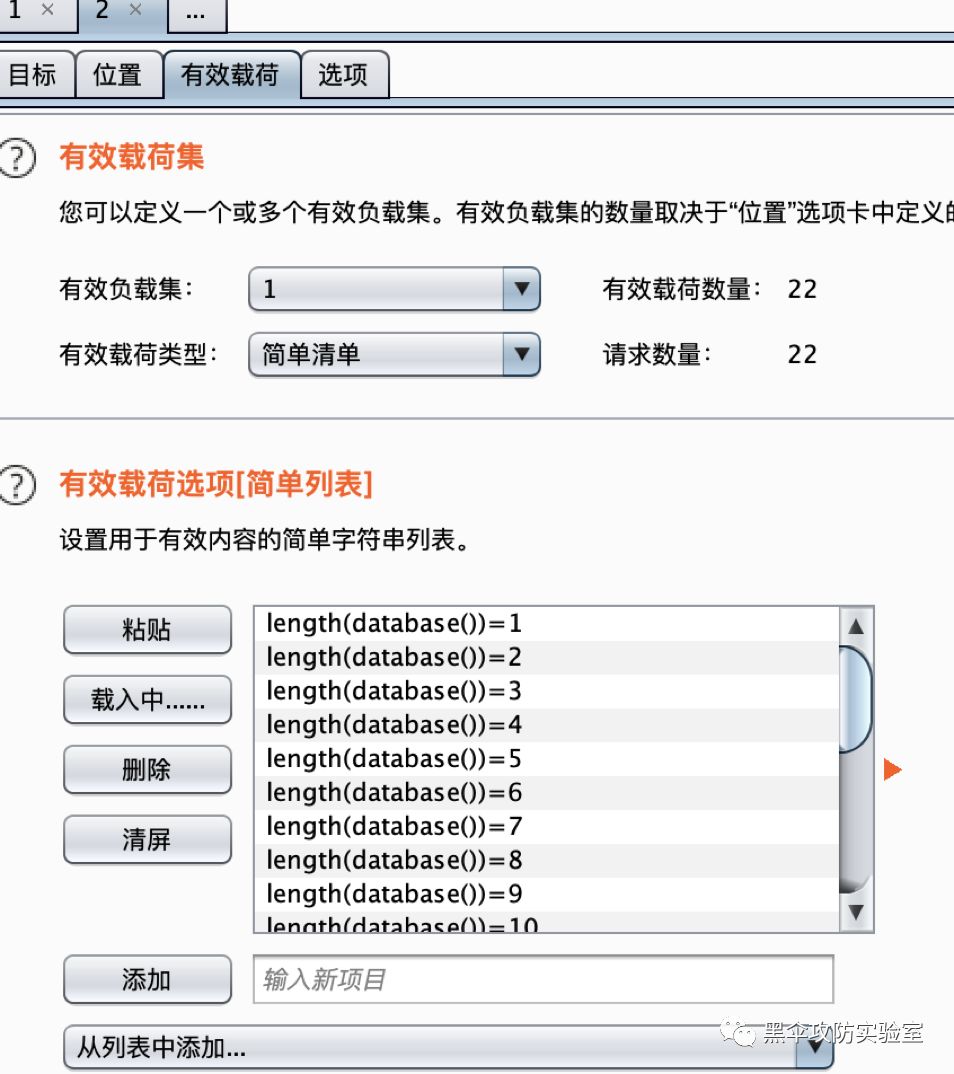 1 × 2 × ...
目标 位置 有效载荷 选项
? 有效载荷集
您可以定义一个或多个有效负载集。有效负载集的数量取决于“位置”选项卡中定义的
有效负载集： 1 有效载荷数量： 22
有效载荷类型： 简单清单 请求数量： 22
? 有效载荷选项[简单列表]
设置用于有效内容的简单字符串列表。
粘贴
载入中......
删除
清屏
length(database())=1
length(database())=2
length(database())=3
length(database())=4
length(database())=5
length(database())=6
length(database())=7
length(database())=8
length(database())=9
length(database())=10
添加 输入新项目
从列表中添加...
黑伞攻防实验室